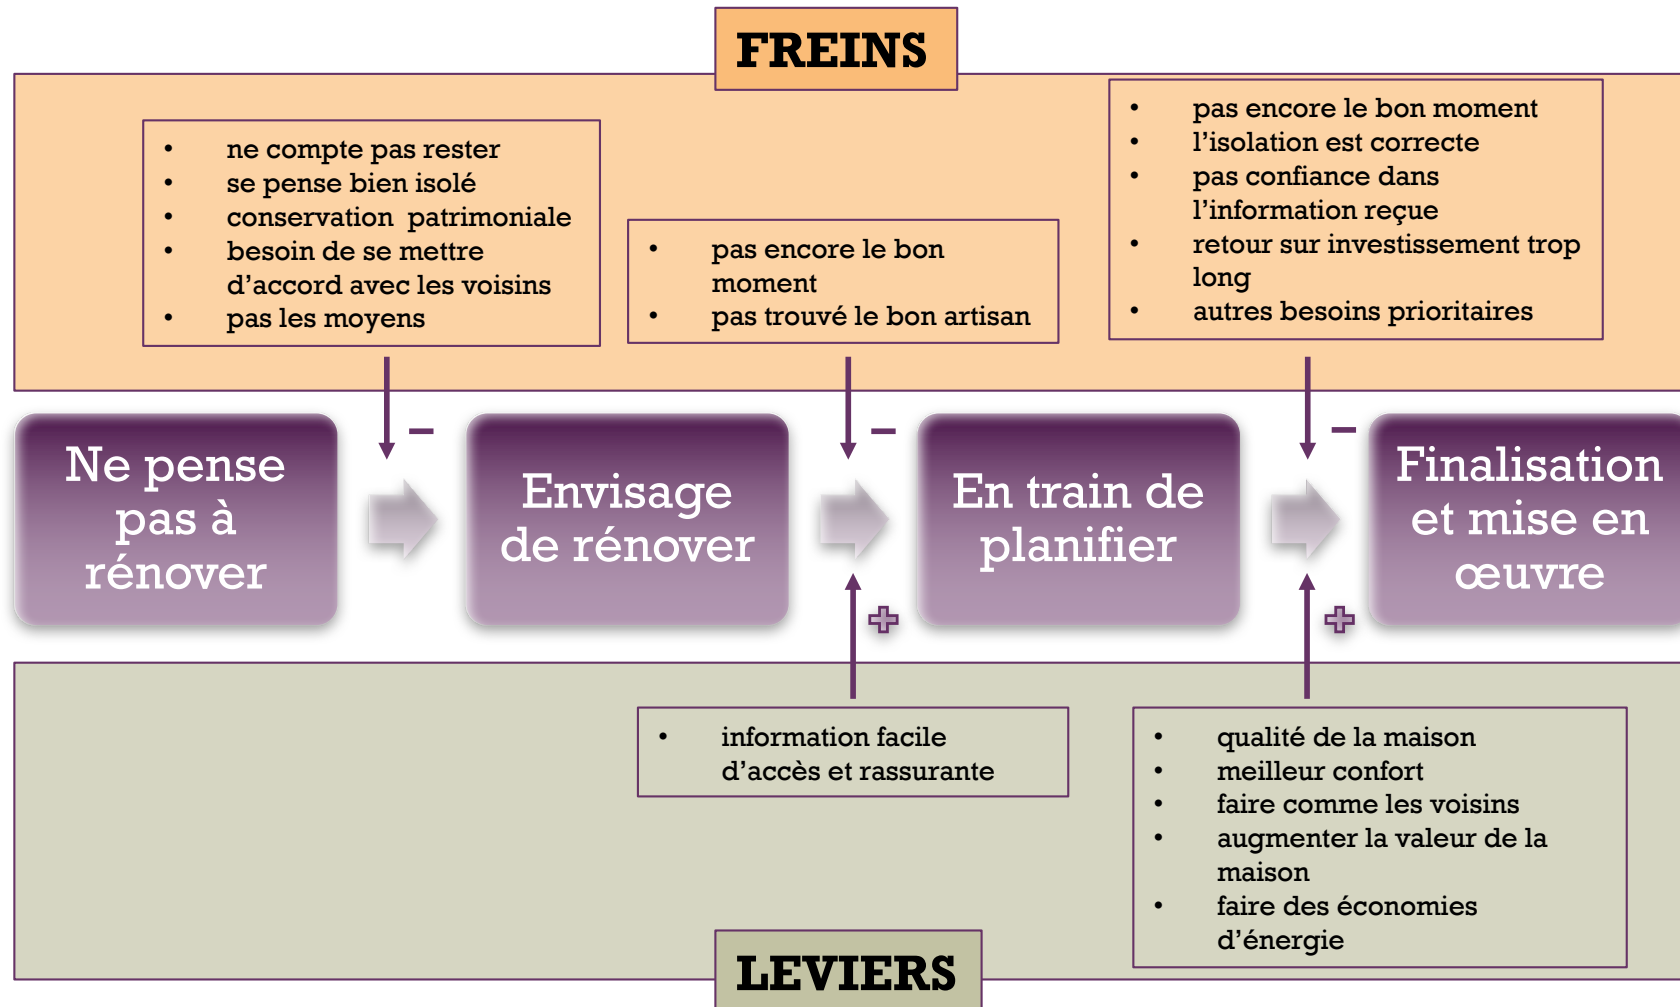 FREINS
• ne compte pas rester
• se pense bien isolé
• conservation patrimoniale
• besoin de se mettre
d’accord avec les voisins
• pas les moyens
• pas encore le bon
moment
• pas trouvé le bon artisan
• pas encore le bon moment
• l’isolation est correcte
• pas confiance dans
l’information reçue
• retour sur investissement trop
long
• autres besoins prioritaires
–
–
–
Ne pense
pas à
rénover
Envisage
de rénover
En train de
planifier
Finalisation
et mise en
œuvre
+
+
• information facile
d’accès et rassurante
• qualité de la maison
• meilleur confort
• faire comme les voisins
• augmenter la valeur de la
maison
• faire des économies
d’énergie
LEVIERS